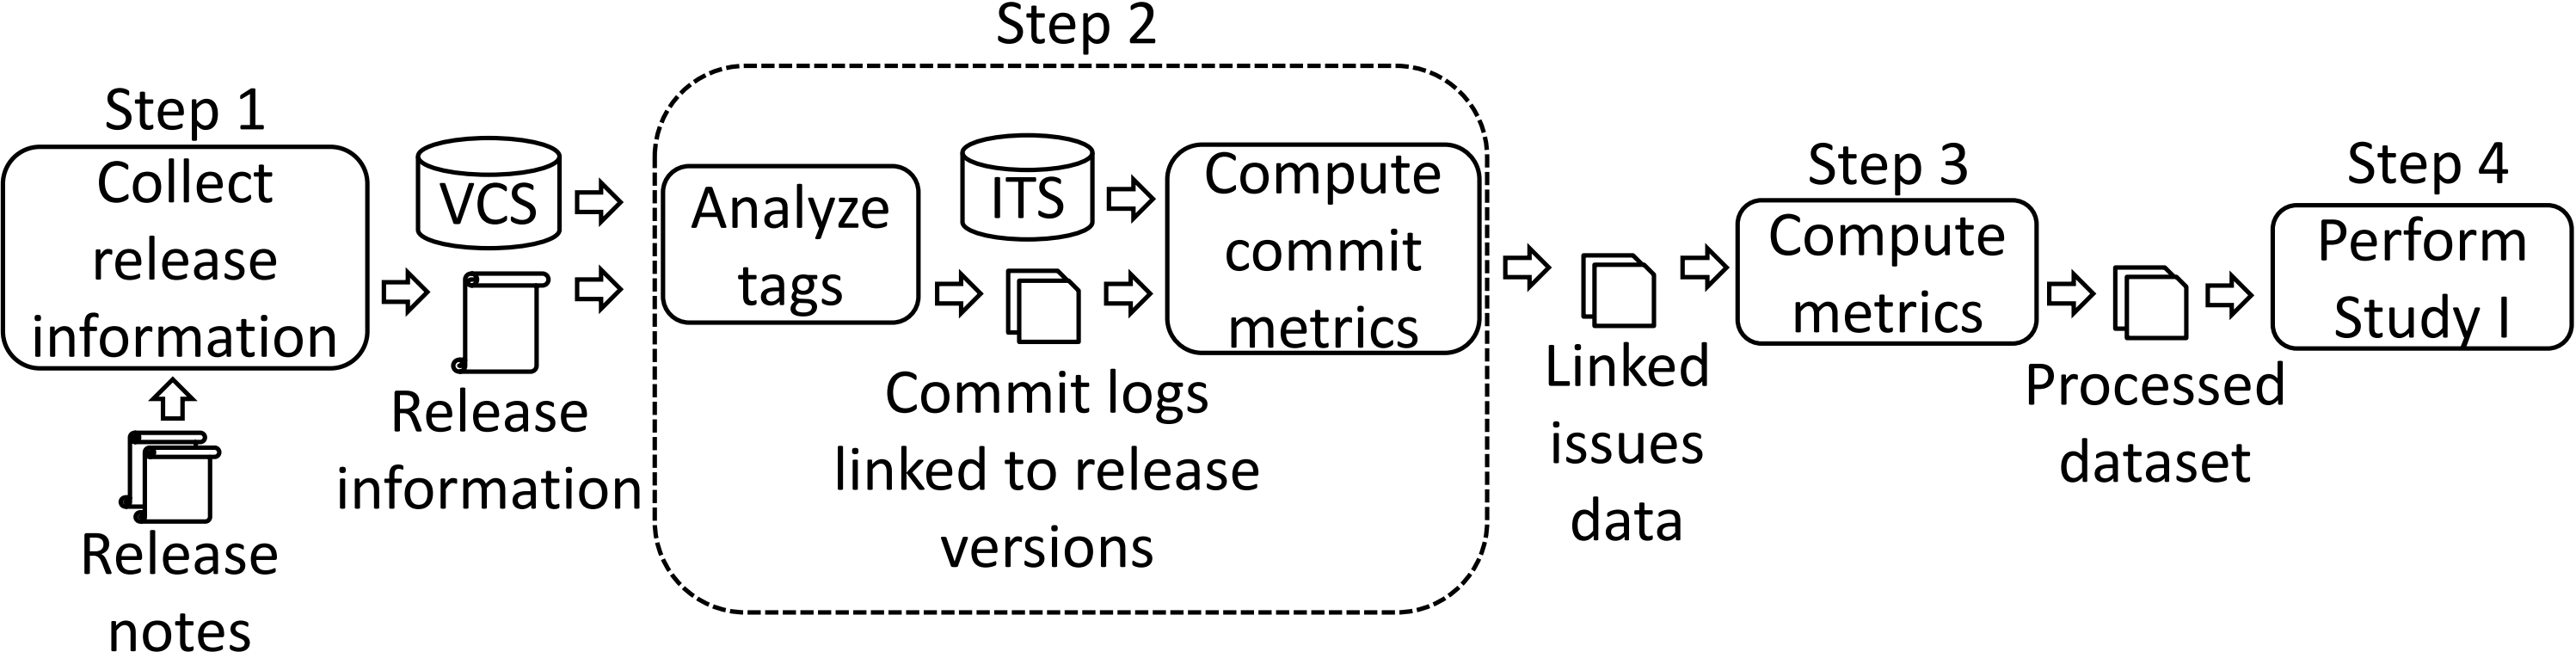 Step 1
Collect
release
information
Release
notes
VCS
Release
information
Step 2
Analyze
tags
ITS
Commit logs
linked to release
versions
Compute
commit
metrics
Linked
issues
data
Step 3
Compute
metrics
Processed
dataset
Step 4
Perform
Study I